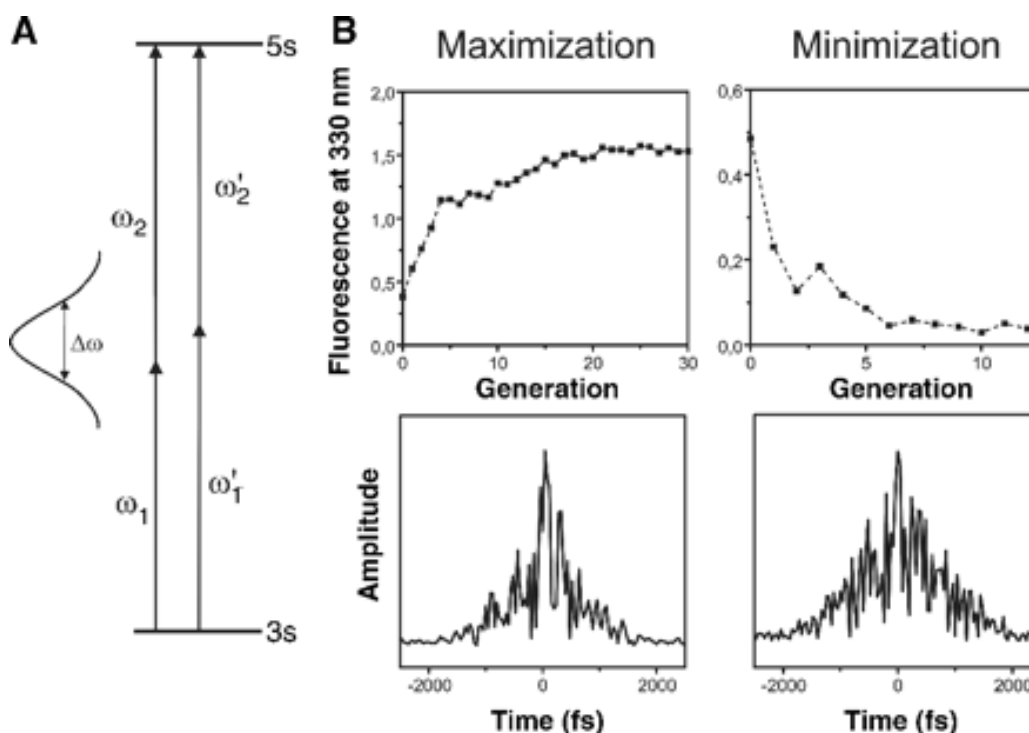 A
5s
ω2
ω'2
Δω
ω1
ω'1
3s
B
Maximization
Minimization
Fluorescence at 330 nm
2,0
1,5
1,0
0,5
0,0
0
10
20
30
Generation
0,6
0,4
0,2
0,0
0
5
10
Generation
Amplitude
-2000
0
2000
Time (fs)
-2000
0
2000
Time (fs)